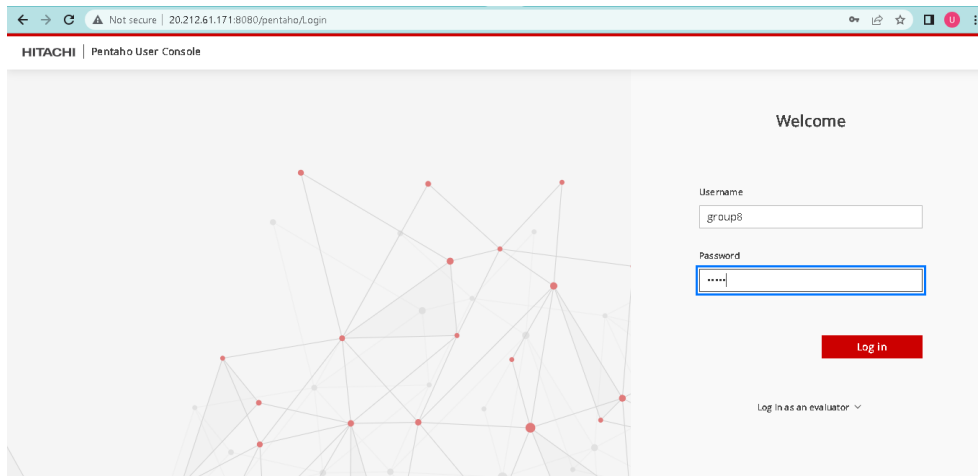 Not secure | 20.212.61.171:8080/pentaho/Login
U
HITACHI | Pentaho User Console
Welcome
Username
group8
Password
•••••
Log in
Log in as an evaluator